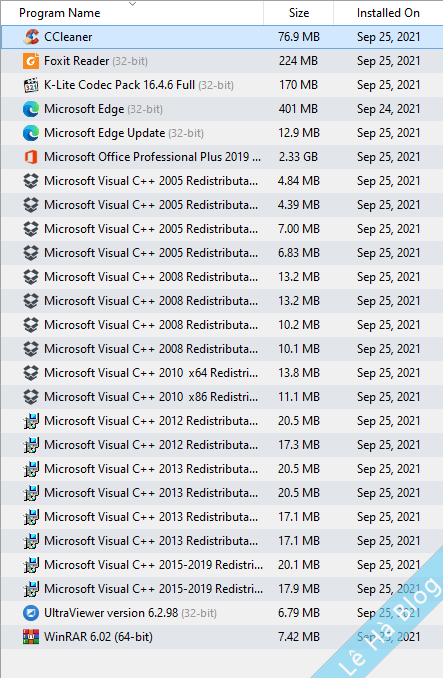 Program Name Size Installed On
CCleaner 76.9 MB Sep 25, 2021
Foxit Reader (32-bit) 224 MB Sep 25, 2021
K-Lite Codec Pack 16.4.6 Full (32-bit) 170 MB Sep 25, 2021
Microsoft Edge (32-bit) 401 MB Sep 24, 2021
Microsoft Edge Update (32-bit) 12.9 MB Sep 25, 2021
Microsoft Office Professional Plus 2019 ... 2.33 GB Sep 25, 2021
Microsoft Visual C++ 2005 Redistributa... 4.84 MB Sep 25, 2021
Microsoft Visual C++ 2005 Redistributa... 4.39 MB Sep 25, 2021
Microsoft Visual C++ 2005 Redistributa... 7.00 MB Sep 25, 2021
Microsoft Visual C++ 2005 Redistributa... 6.83 MB Sep 25, 2021
Microsoft Visual C++ 2008 Redistributa... 13.2 MB Sep 25, 2021
Microsoft Visual C++ 2008 Redistributa... 13.2 MB Sep 25, 2021
Microsoft Visual C++ 2008 Redistributa... 10.2 MB Sep 25, 2021
Microsoft Visual C++ 2008 Redistributa... 10.1 MB Sep 25, 2021
Microsoft Visual C++ 2010 x64 Redistri... 13.8 MB Sep 25, 2021
Microsoft Visual C++ 2010 x86 Redistri... 11.1 MB Sep 25, 2021
Microsoft Visual C++ 2012 Redistributa... 20.5 MB Sep 25, 2021
Microsoft Visual C++ 2012 Redistributa... 17.3 MB Sep 25, 2021
Microsoft Visual C++ 2013 Redistributa... 20.5 MB Sep 25, 2021
Microsoft Visual C++ 2013 Redistributa... 20.5 MB Sep 25, 2021
Microsoft Visual C++ 2013 Redistributa... 17.1 MB Sep 25, 2021
Microsoft Visual C++ 2013 Redistributa... 17.1 MB Sep 25, 2021
Microsoft Visual C++ 2015-2019 Redistri... 20.1 MB Sep 25, 2021
Microsoft Visual C++ 2015-2019 Redistri... 17.9 MB Sep 25, 2021
UltraViewer version 6.2.98 (32-bit) 6.79 MB Sep 25, 2021
WinRAR 6.02 (64-bit) 7.42 MB Sep 25, 2021
Lê Hà Blog